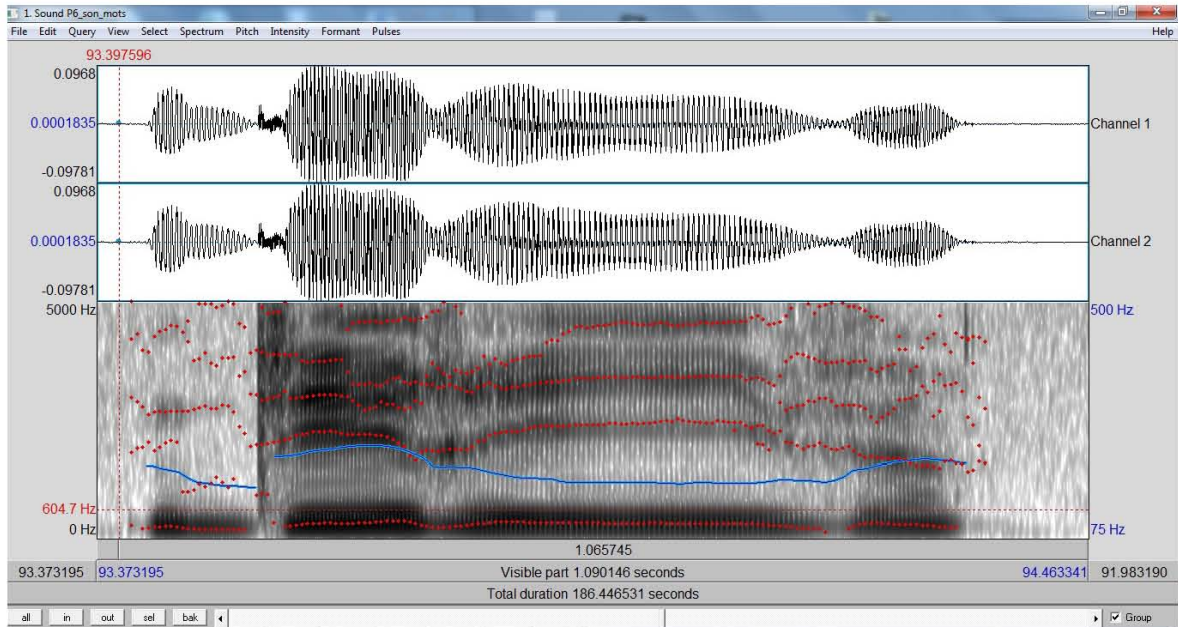 1. Sound P6_son_mots
File Edit Query View Select Spectrum Pitch Intensity Formant Pulses Help
93.397596
0.0968
0.0001835 Channel 1
-0.09781
0.0968
0.0001835 Channel 2
-0.09781
5000 Hz 500 Hz
604.7 Hz
0 Hz 75 Hz
1.065745
93.373195 93.373195 Visible part 1.090146 seconds 94.463341 91.983190
Total duration 186.446531 seconds
all in out sel bak Group